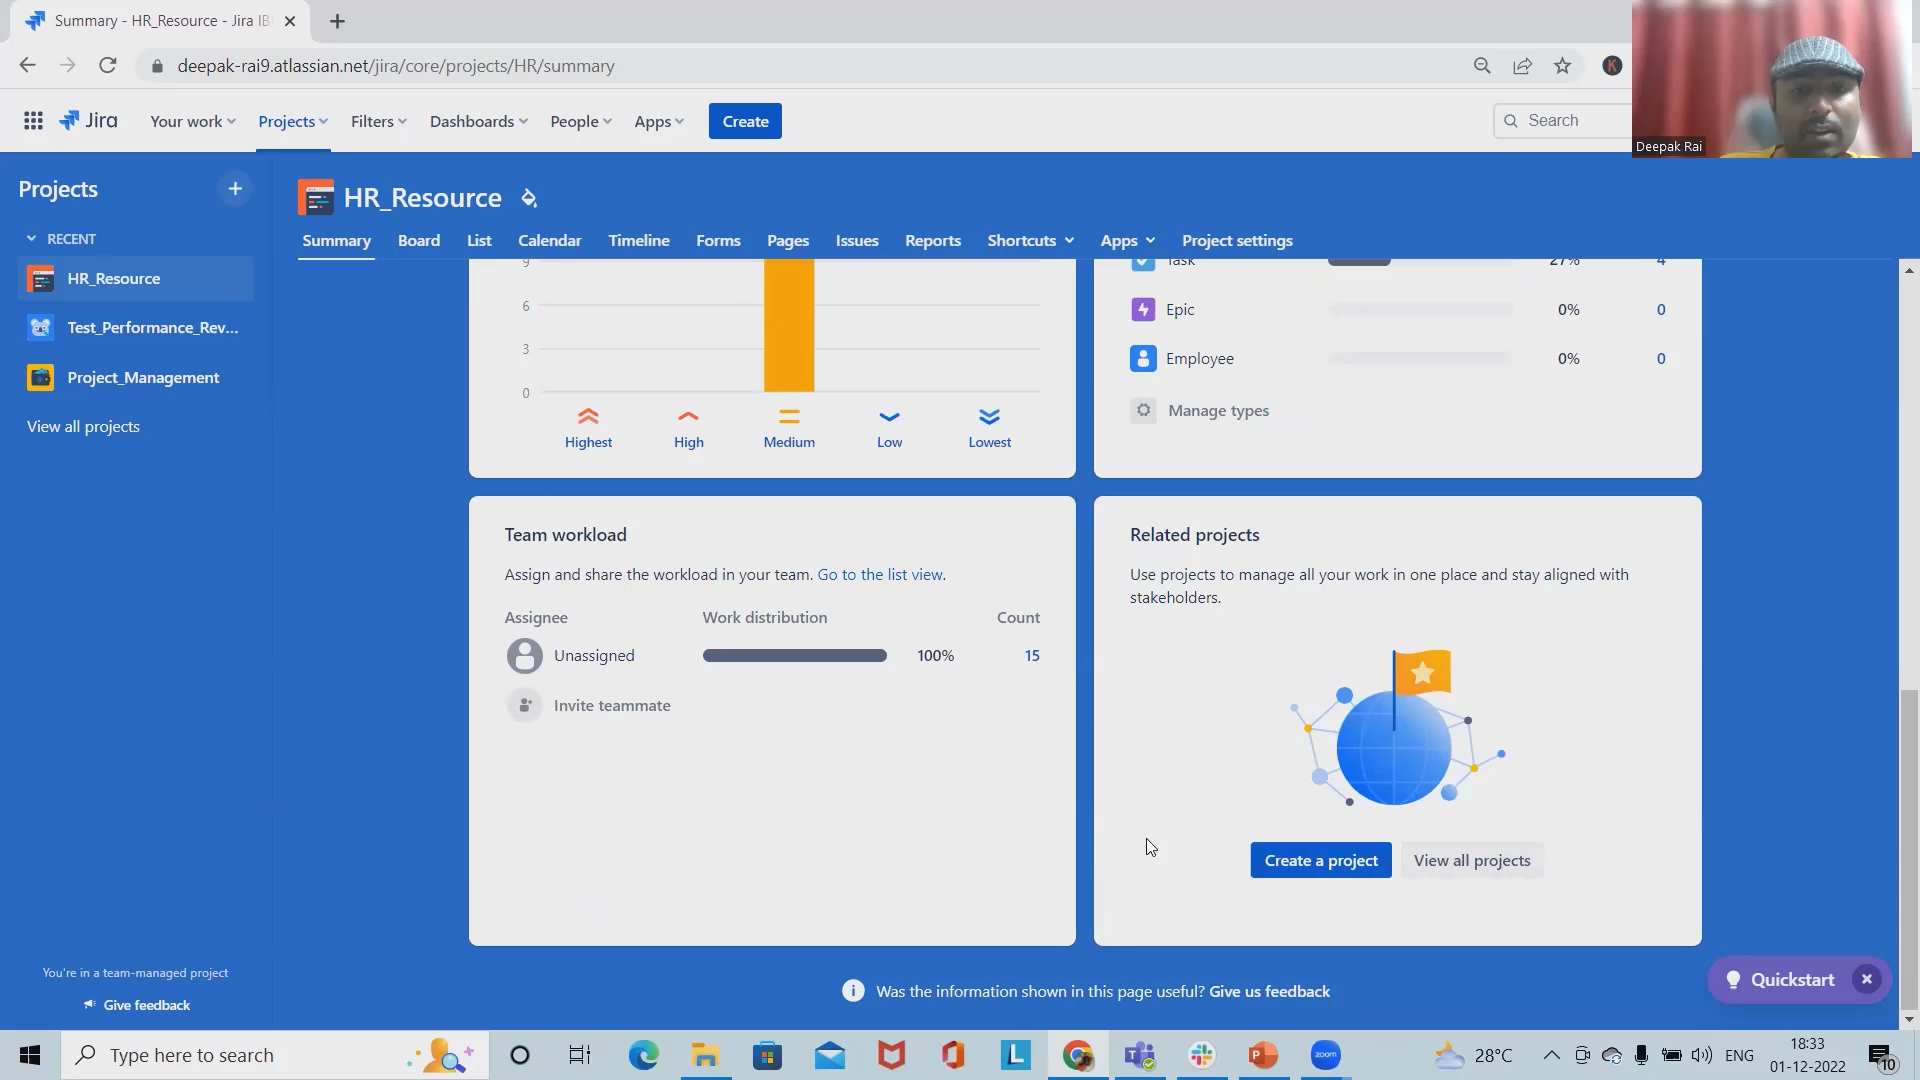 Summary - HR_Resource - Jira IB
deepak-rai9.atlassian.net/jira/core/projects/HR/summary
K
Jira
Your work
Projects
Filters
Dashboards
People
Apps
Create
Search
Deepak Rai
Projects
RECENT
HR_Resource
Test_Performance_Rev...
Project_Management
View all projects
You're in a team-managed project
Give feedback
HR_Resource
Summary
Board
List
Calendar
Timeline
Forms
Pages
Issues
Reports
Shortcuts
Apps
Project settings
9
6
3
0
Highest
High
Medium
Low
Lowest
Task 27% 4
Epic 0% 0
Employee 0% 0
Manage types
Team workload
Assign and share the workload in your team. Go to the list view.
Assignee Work distribution Count
Unassigned 100% 15
Invite teammate
Related projects
Use projects to manage all your work in one place and stay aligned with
stakeholders.
Create a project
View all projects
Was the information shown in this page useful? Give us feedback
Quickstart
Type here to search
L
zoom
28°C
ENG
18:33
01-12-2022
10